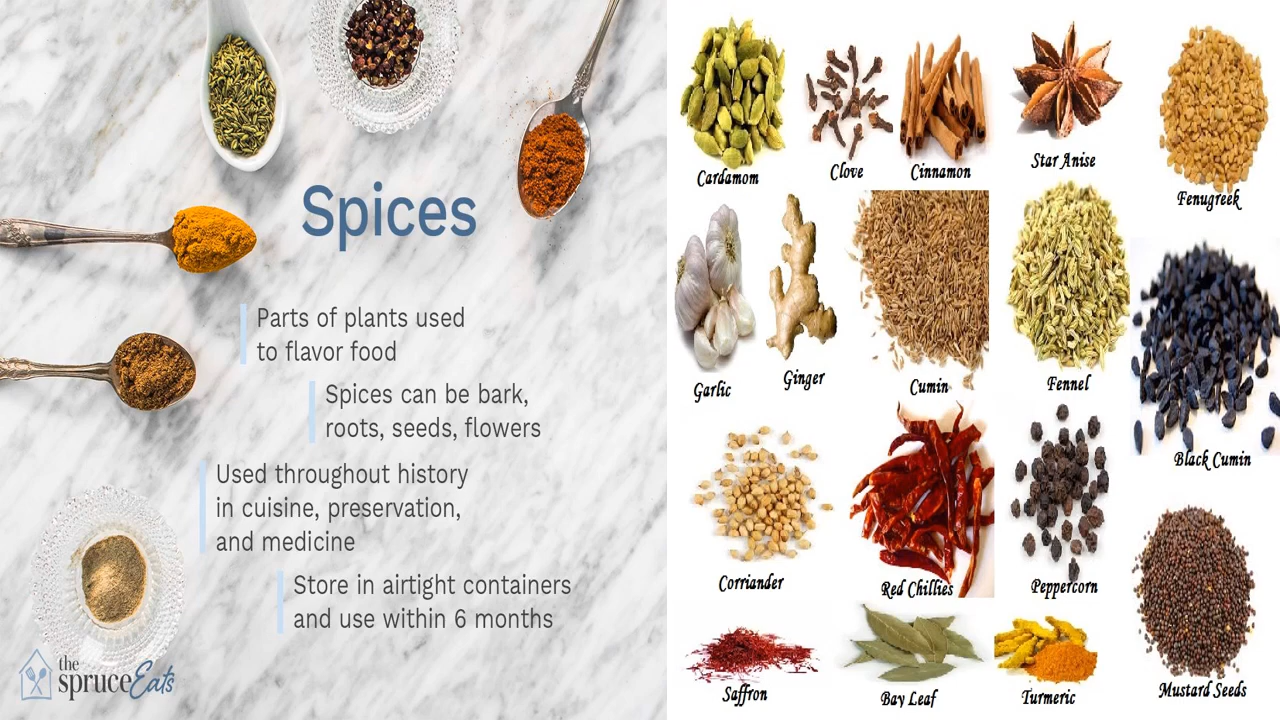 Spices
Parts of plants used
to flavor food
Spices can be bark,
roots, seeds, flowers
Used throughout history
in cuisine, preservation,
and medicine
Store in airtight containers
and use within 6 months
the
spruceEats
Cardamom
Clove
Cinnamon
Star Anise
Fenugreek
Garlic
Ginger
Cumin
Fennel
Black Cumin
Corriander
Red Chillies
Peppercorn
Mustard Seeds
Saffron
Bay Leaf
Turmeric